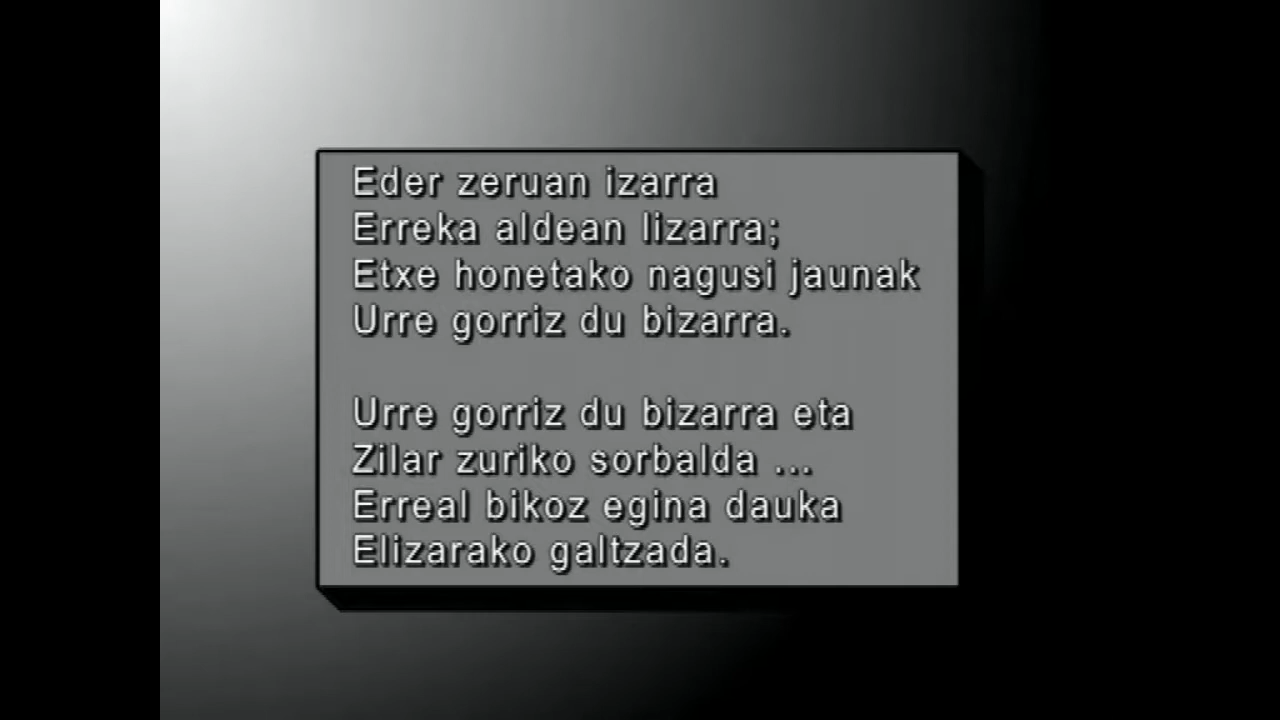 Eder zeruan izarra
Erreka aldean lizarra;
Etxe honetako nagusi jaunak
Urre gorriz du bizarra.
Urre gorriz du bizarra eta
Zilar zuriko sorbalda ...
Erreal bikoz egina dauka
Elizarako galtzada.